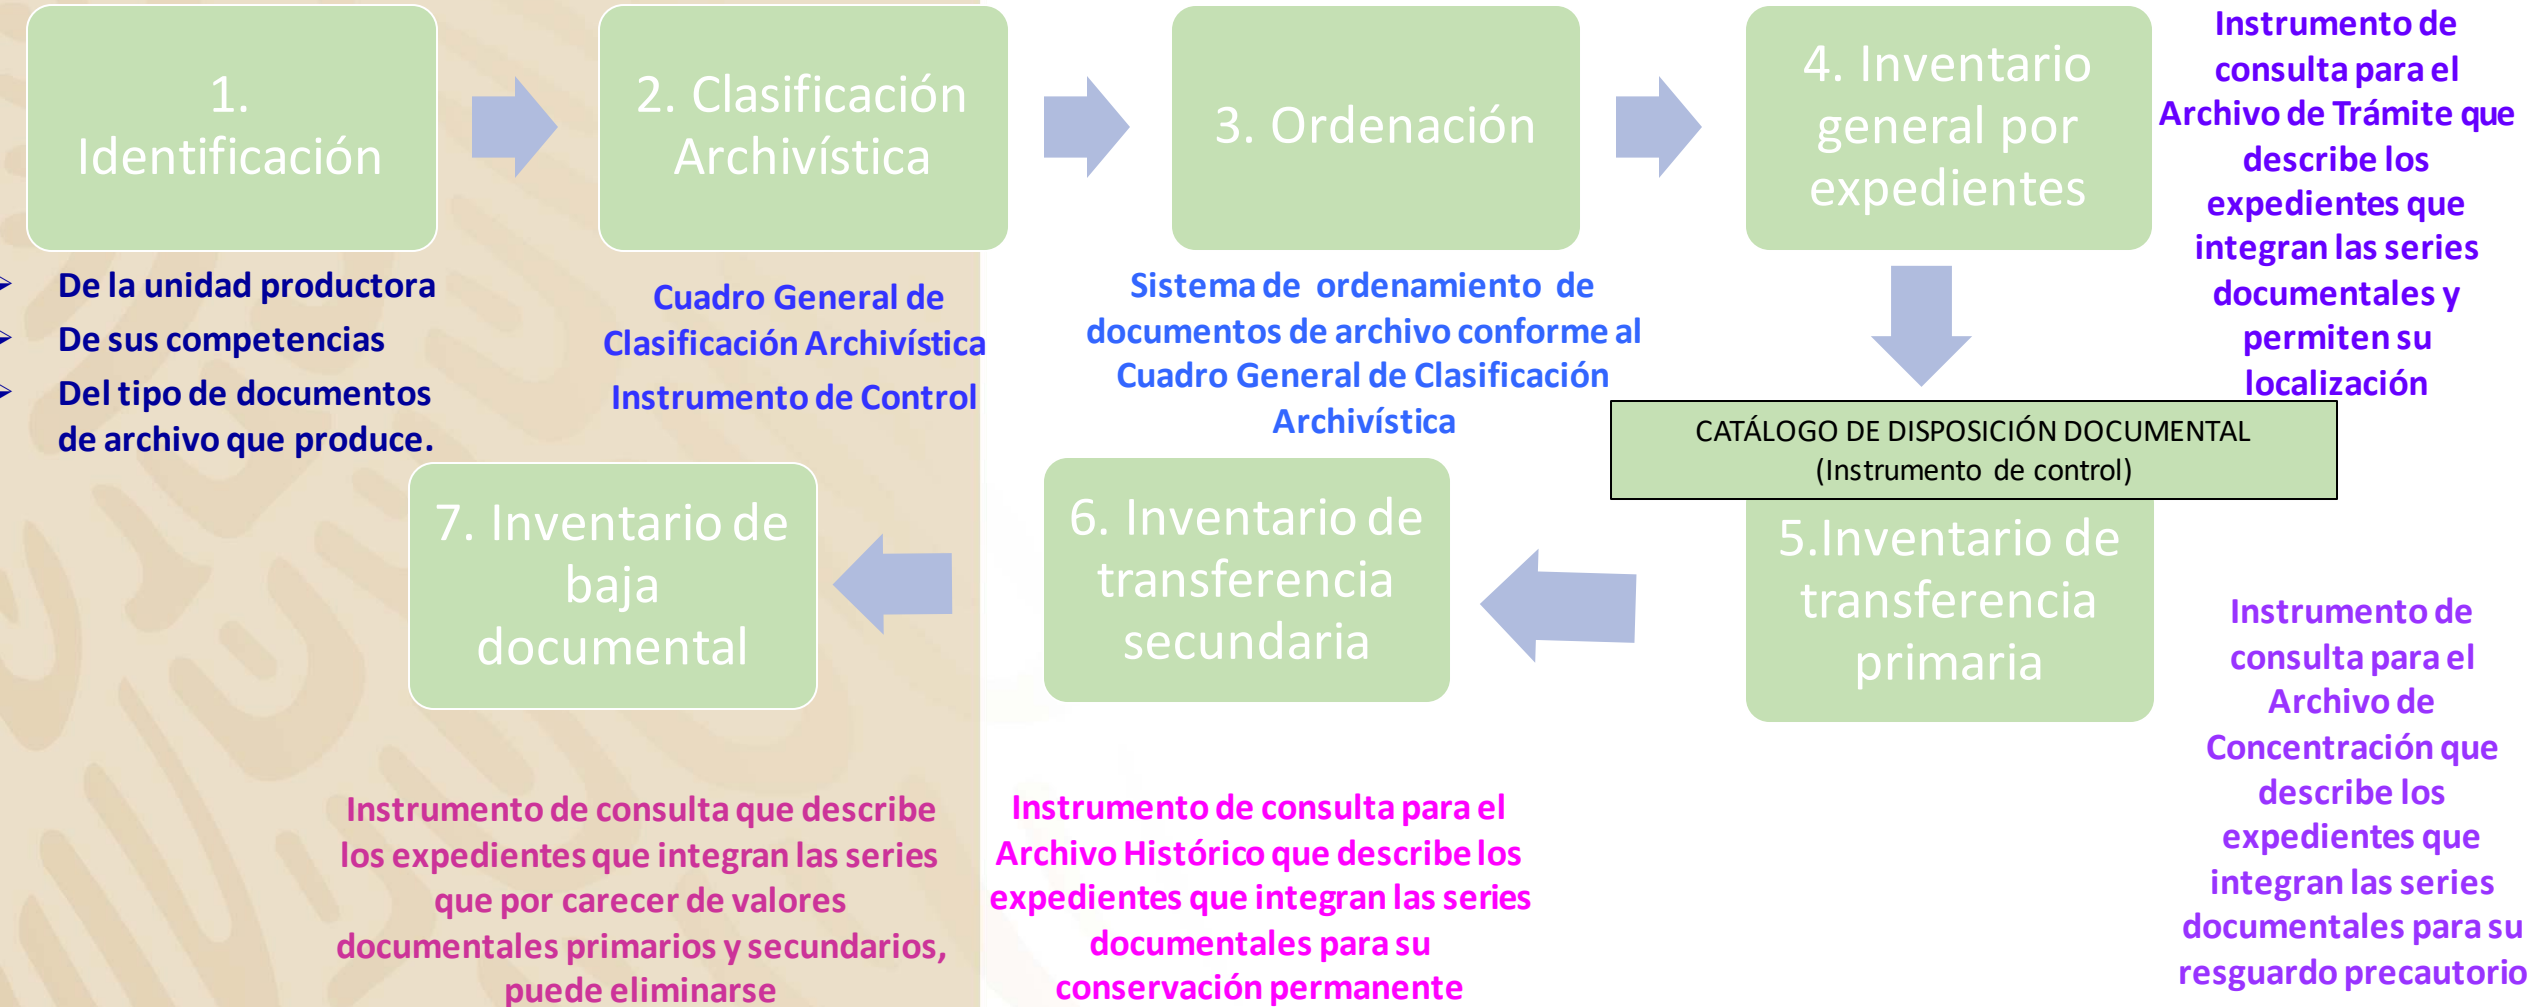 1.
Identificación
➢ De la unidad productora
➢ De sus competencias
➢ Del tipo de documentos
de archivo que produce.
2. Clasificación
Archivística
Cuadro General de
Clasificación Archivística
Instrumento de Control
3. Ordenación
Sistema de ordenamiento de
documentos de archivo conforme al
Cuadro General de Clasificación
Archivística
4. Inventario
general por
expedientes
Instrumento de
consulta para el
Archivo de Trámite que
describe los
expedientes que
integran las series
documentales y
permiten su
localización
CATÁLOGO DE DISPOSICIÓN DOCUMENTAL
(Instrumento de control)
5.Inventario de
transferencia
primaria
Instrumento de
consulta para el
Archivo de
Concentración que
describe los
expedientes que
integran las series
documentales para su
resguardo precautorio
6. Inventario de
transferencia
secundaria
Instrumento de consulta para el
Archivo Histórico que describe los
expedientes que integran las series
documentales para su
conservación permanente
7. Inventario de
baja
documental
Instrumento de consulta que describe
los expedientes que integran las series
que por carecer de valores
documentales primarios y secundarios,
puede eliminarse